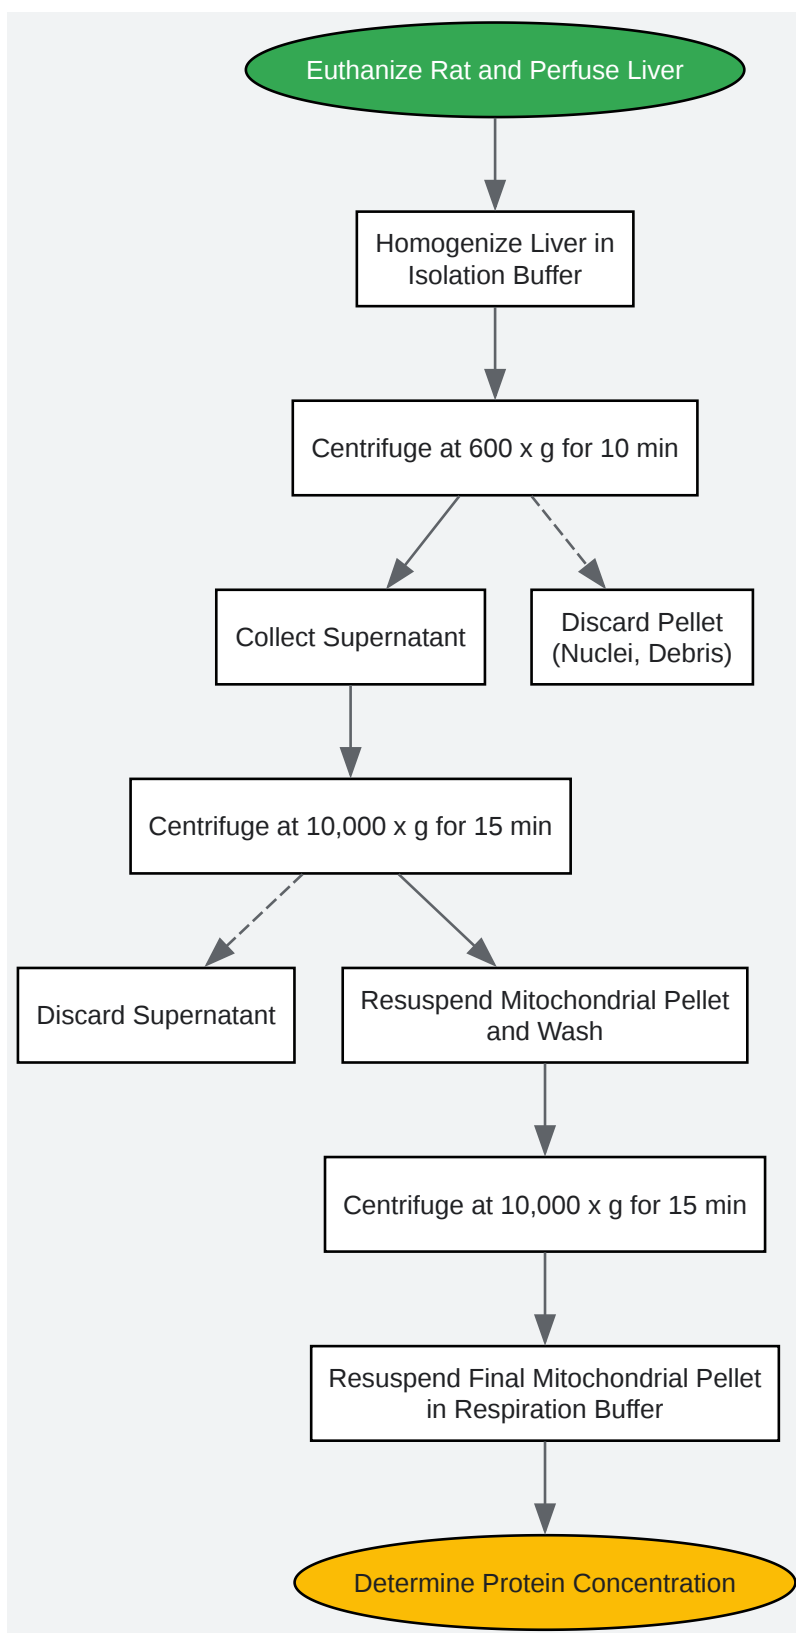 Euthanize Rat and Perfuse Liver
Homogenize Liver in
Isolation Buffer
Centrifuge at 600 x g for 10 min
Collect Supernatant
Discard Pellet
(Nuclei, Debris)
Centrifuge at 10,000 x g for 15 min
Discard Supernatant
Resuspend Mitochondrial Pellet
and Wash
Centrifuge at 10,000 x g for 15 min
Resuspend Final Mitochondrial Pellet
in Respiration Buffer
Determine Protein Concentration